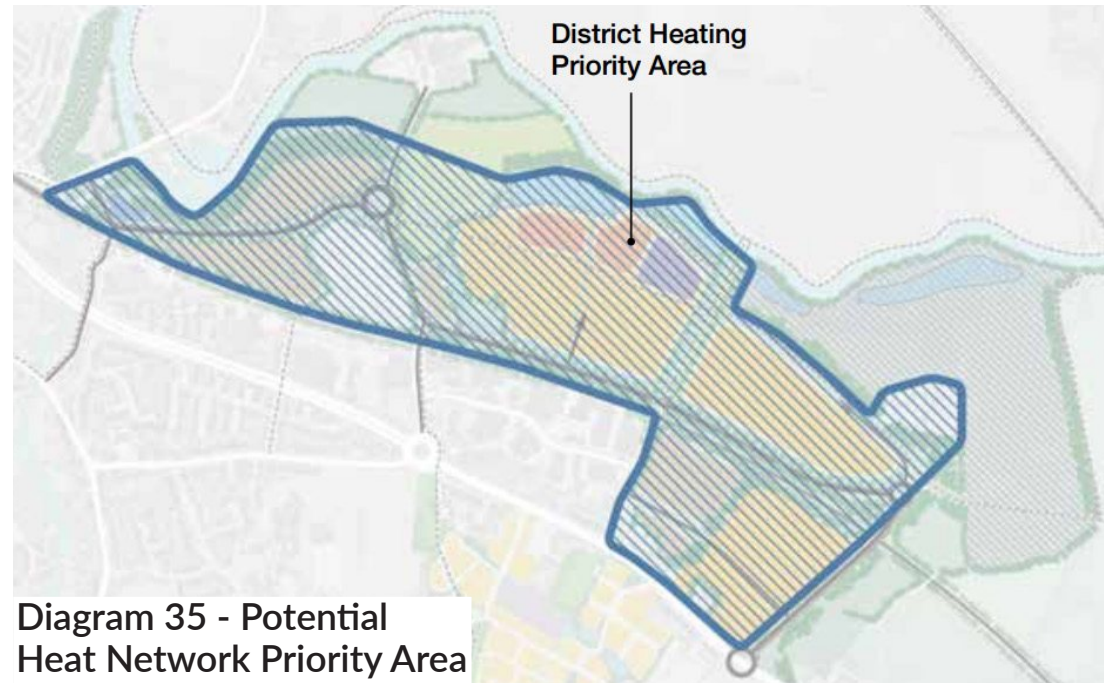 District Heating
Priority Area
Diagram 35 - Potential
Heat Network Priority Area